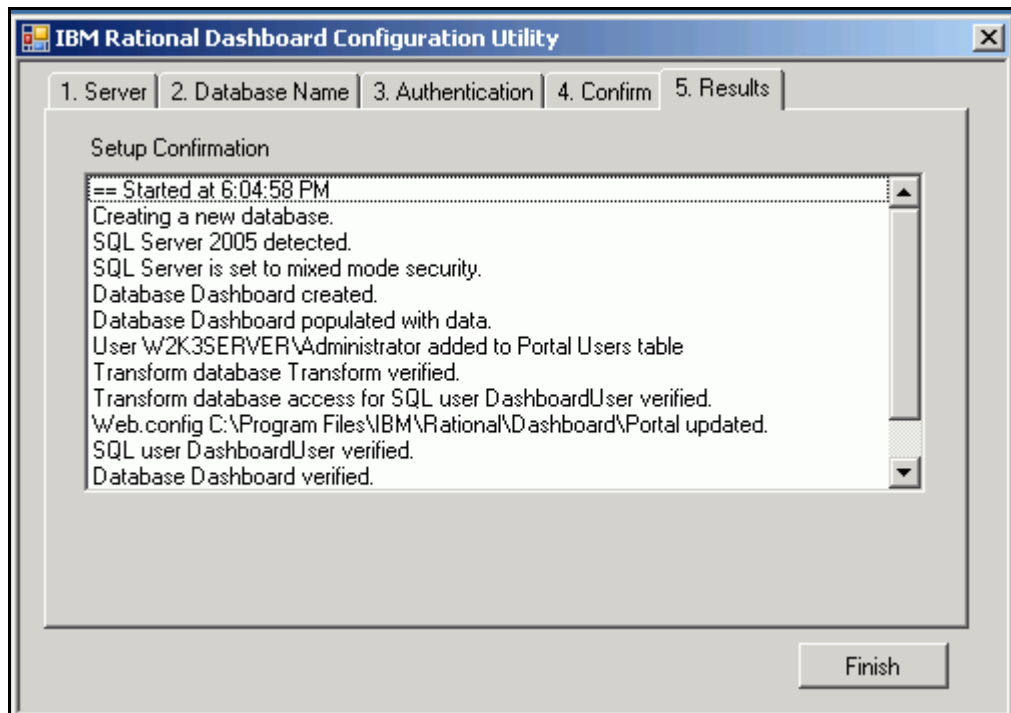 IBM Rational Dashboard Configuration Utility
1. Server
2. Database Name
3. Authentication
4. Confirm
5. Results
Setup Confirmation
== Started at 6:04:58 PM
Creating a new database.
SQL Server 2005 detected.
SQL Server is set to mixed mode security.
Database Dashboard created.
Database Dashboard populated with data.
User W2K3SERVER\Administrator added to Portal Users table
Transform database Transform verified.
Transform database access for SQL user DashboardUser verified.
Web.config C:\Program Files\IBM\Rational\Dashboard\Portal updated.
SQL user DashboardUser verified.
Database Dashboard verified.
Finish